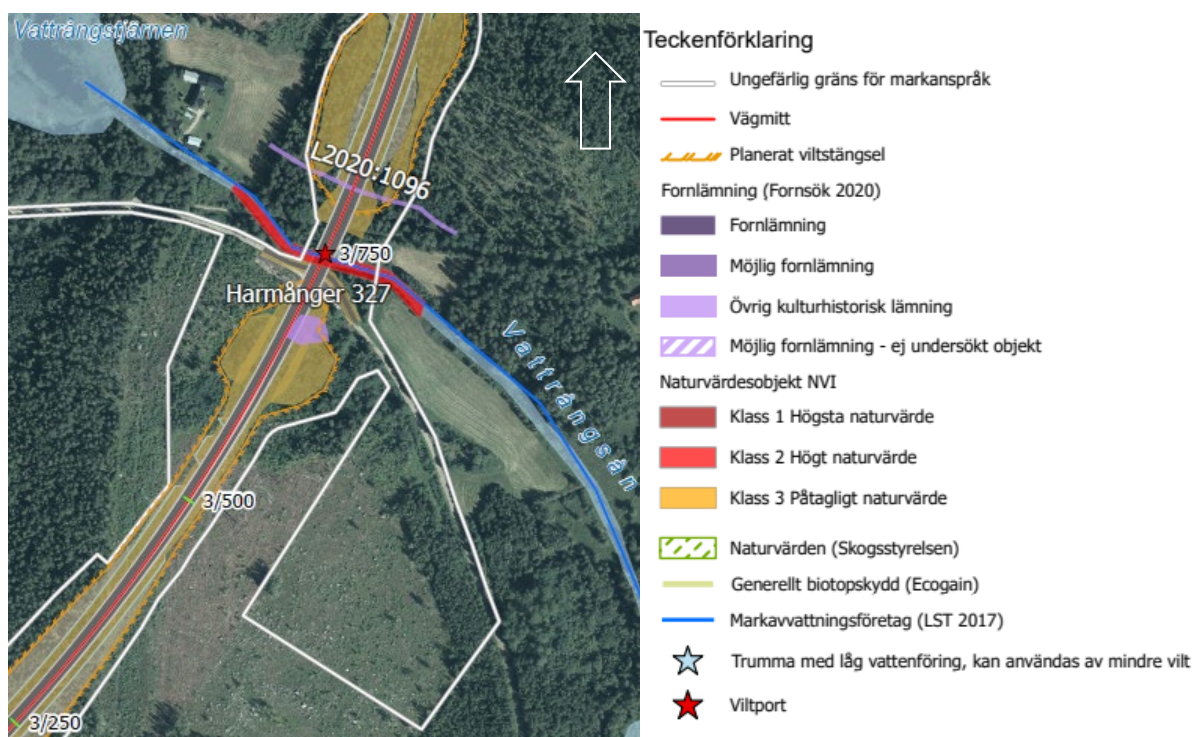 Vattrångstjärnen
L2020:1096
3/750
Harmånger 327
Vattrångsån
3/500
3/250
Teckenförklaring
Ungefärlig gräns för markanspråk
Vägmitt
Planerat viltstängsel
Fornlämning (Fornsök 2020)
Fornlämning
Möjlig fornlämning
Övrig kulturhistorisk lämning
Möjlig fornlämning - ej undersökt objekt
Naturvärdesobjekt NVI
Klass 1 Högsta naturvärde
Klass 2 Högt naturvärde
Klass 3 Påtagligt naturvärde
Naturvärden (Skogsstyrelsen)
Generellt biotopskydd (Ecogain)
Markavvattningsföretag (LST 2017)
Trumma med låg vattenföring, kan användas av mindre vilt
Viltport